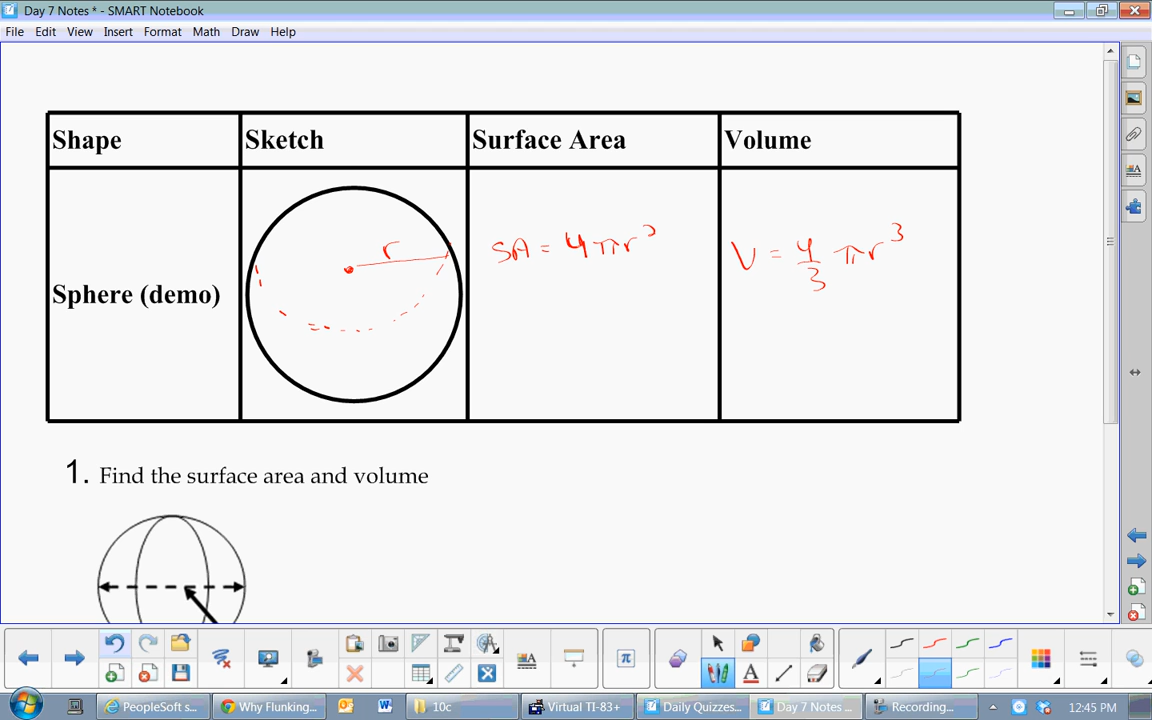 Day 7 Notes * - SMART Notebook
File Edit View Insert Format Math Draw Help
Shape Sketch Surface Area Volume
Sphere (demo)
r
SA = 4πr²
V = 4/3 πr³
1. Find the surface area and volume
π
A
PeopleSoft s...
Why Flunking...
10c
Virtual TI-83+
Daily Quizzes...
Day 7 Notes ...
Recording...
12:45 PM